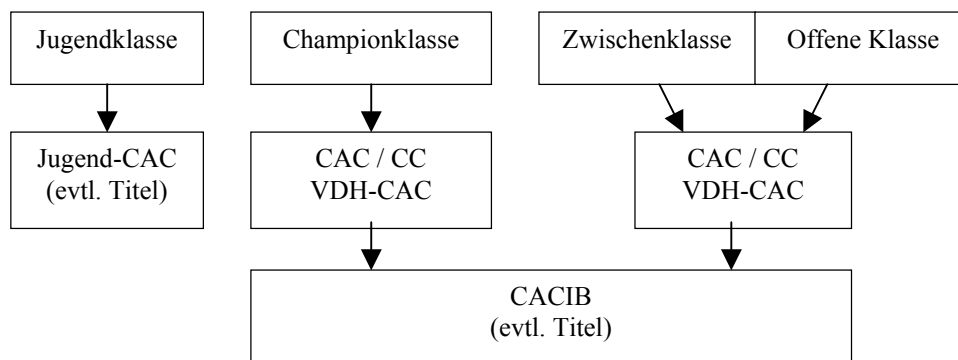 Jugendklasse
Championklasse
Zwischenklasse
Offene Klasse
Jugend-CAC
(evtl. Titel)
CAC / CC
VDH-CAC
CAC / CC
VDH-CAC
CACIB
(evtl. Titel)